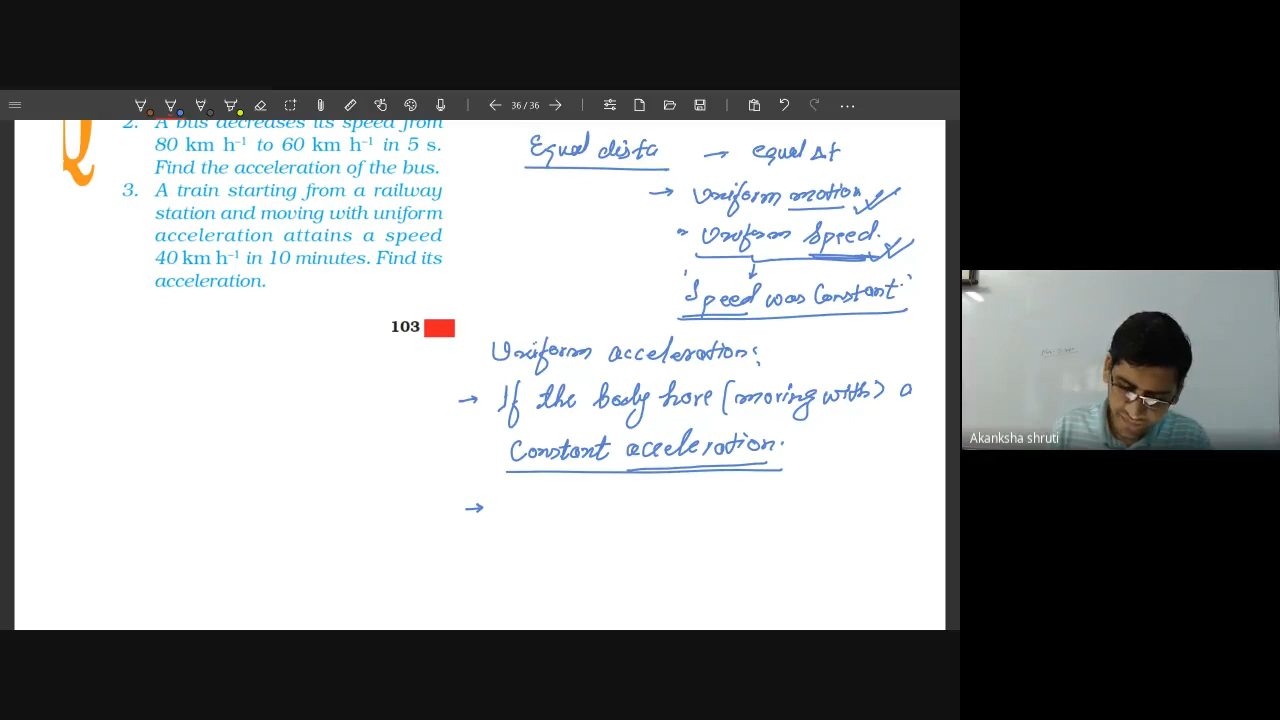 36/36
2. A bus decreases its speed from
80 km h⁻¹ to 60 km h⁻¹ in 5 s.
Find the acceleration of the bus.
3. A train starting from a railway
station and moving with uniform
acceleration attains a speed
40 km h⁻¹ in 10 minutes. Find its
acceleration.
103
Equal dista → equal Δt
→ Uniform motion
" Uniform speed.
'Speed was Constant.'
Uniform acceleration:
→ If the body have (moving with) a
Constant acceleration.
→
Akanksha shruti